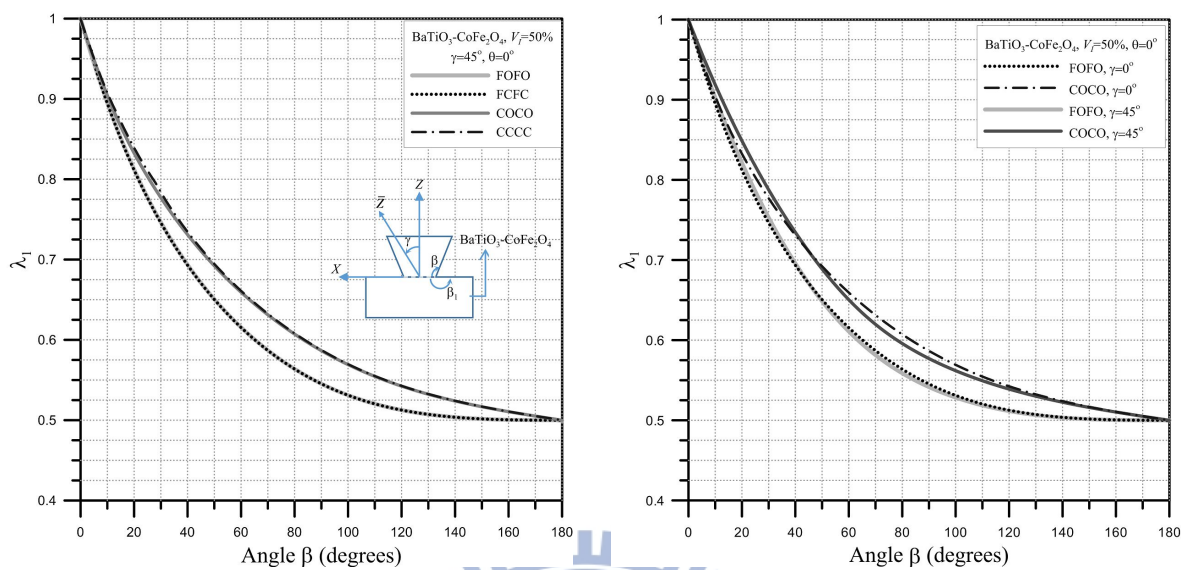 BaTiO₃-CoFe₂O₄, V_I=50%
γ=45°, θ=0°
FOFO
FCFC
COCO
CCCC
λ₁
1
0.9
0.8
0.7
0.6
0.5
0.4
0 20 40 60 80 100 120 140 160 180
Angle β (degrees)
Z
Z̅
γ
BaTiO₃-CoFe₂O₄
X
β
β₁
BaTiO₃-CoFe₂O₄, V_I=50%, θ=0°
FOFO, γ=0°
COCO, γ=0°
FOFO, γ=45°
COCO, γ=45°
λ₁
1
0.9
0.8
0.7
0.6
0.5
0.4
0 20 40 60 80 100 120 140 160 180
Angle β (degrees)